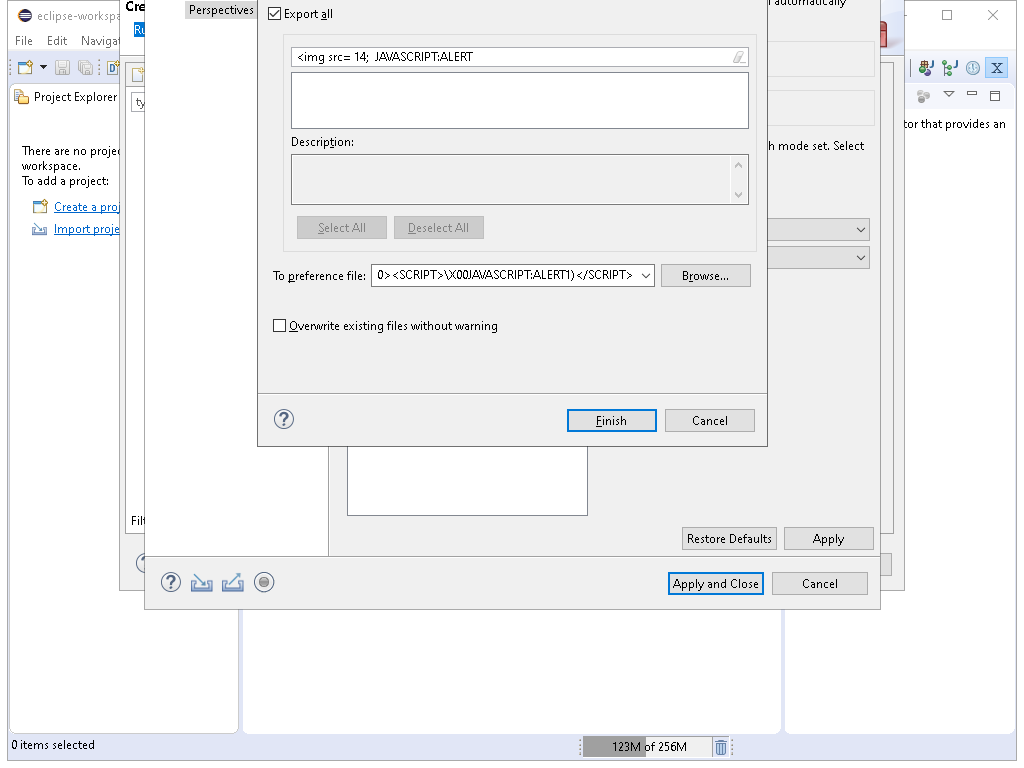 eclipse-workspa
File Edit Navigat
Project Explorer
There are no projec
workspace.
To add a project:
Create a proj
Import proje
Cre
Ru
ty
Filt
Perspectives
Export all
<img src= 14; JAVASCRIPT:ALERT
Description:
Select All Deselect All
To preference file: 0><SCRIPT>\X00JAVASCRIPT:ALERT1)</SCRIPT> Browse...
Overwrite existing files without warning
Finish Cancel
automatically
h mode set. Select
tor that provides an
Restore Defaults Apply
Apply and Close Cancel
0 items selected
123M of 256M